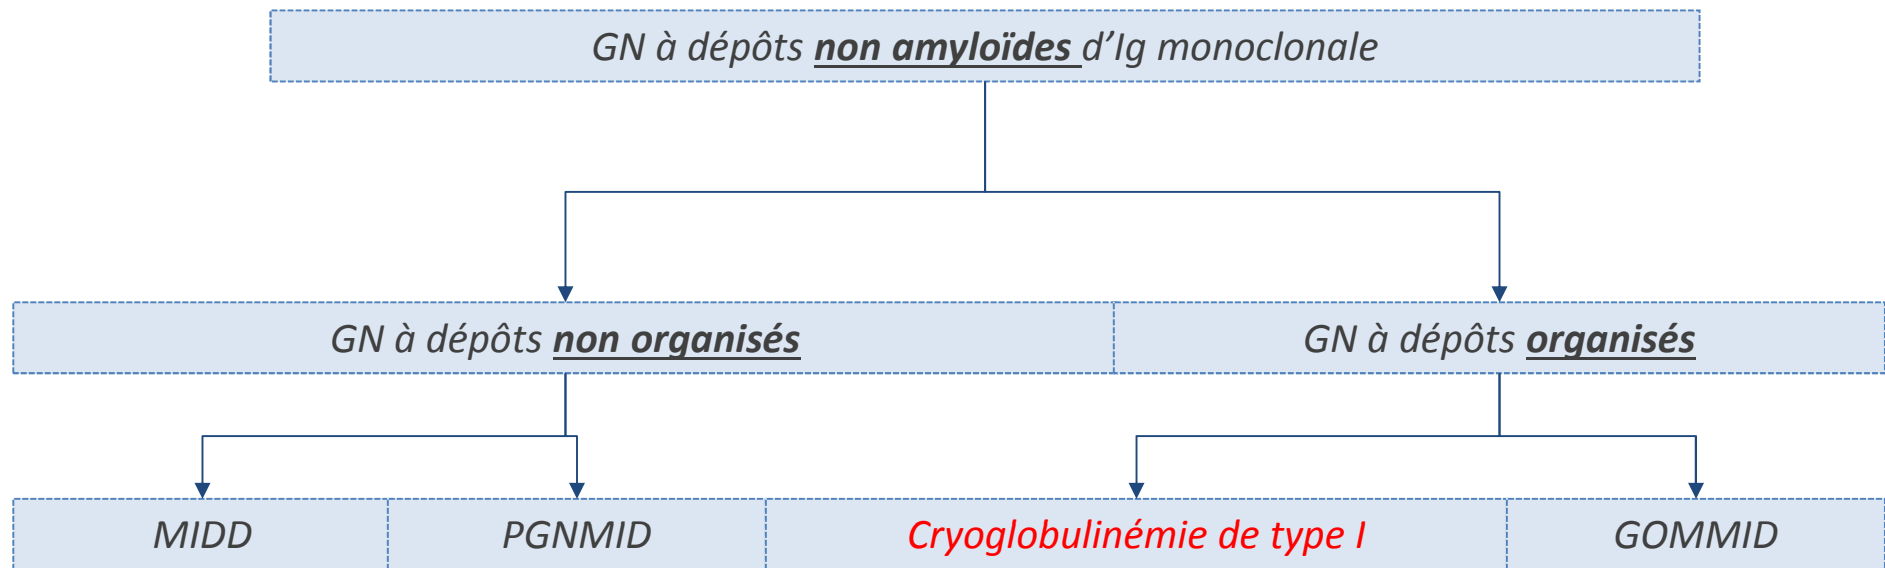 GN à dépôts non amyloïdes d’Ig monoclonale
GN à dépôts non organisés
GN à dépôts organisés
MIDD
PGNMID
Cryoglobulinémie de type I
GOMMID